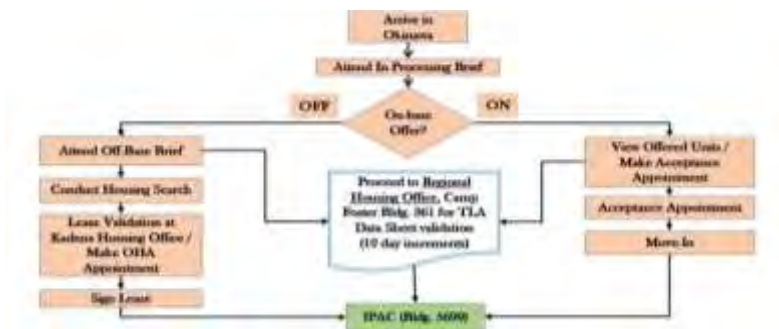 Arrive in
Okinawa
Attend In Processing Brief
OFF
ON
On-base
Offer?
Attend Off-Base Brief
View Offered Units /
Make Acceptance
Appointment
Conduct Housing Search
Proceed to Regional
Housing Office, Camp
Foster Bldg. 361 for TLA
Data Sheet validation
(10 day increments)
Lease Validation at
Kadena Housing Office /
Make OHA
Appointment
Acceptance Appointment
Move-In
Sign Lease
IPAC (Bldg. 5699)